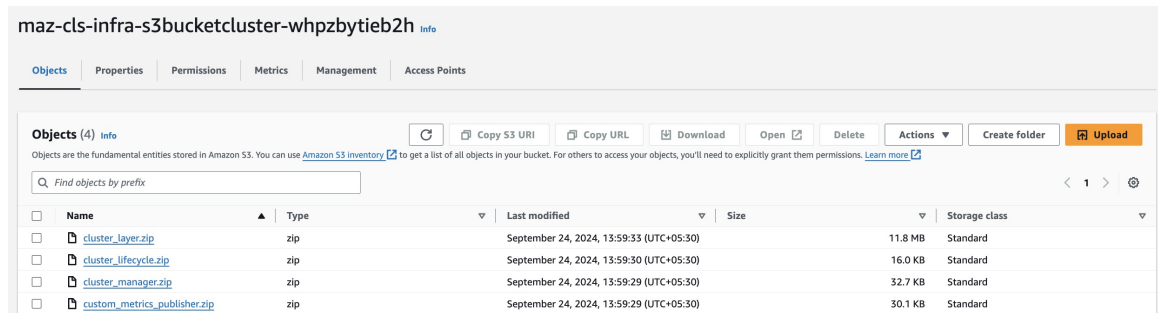 maz-cls-infra-s3bucketcluster-whpzbytieb2h Info
Objects Properties Permissions Metrics Management Access Points
Objects (4) Info Copy S3 URI Copy URL Download Open Delete Actions Create folder Upload
Objects are the fundamental entities stored in Amazon S3. You can use Amazon S3 inventory to get a list of all objects in your bucket. For others to access your objects, you'll need to explicitly grant them permissions. Learn more
Find objects by prefix 1
Name Type Last modified Size Storage class
cluster_layer.zip zip September 24, 2024, 13:59:33 (UTC+05:30) 11.8 MB Standard
cluster_lifecycle.zip zip September 24, 2024, 13:59:30 (UTC+05:30) 16.0 KB Standard
cluster_manager.zip zip September 24, 2024, 13:59:29 (UTC+05:30) 32.7 KB Standard
custom_metrics_publisher.zip zip September 24, 2024, 13:59:29 (UTC+05:30) 30.1 KB Standard